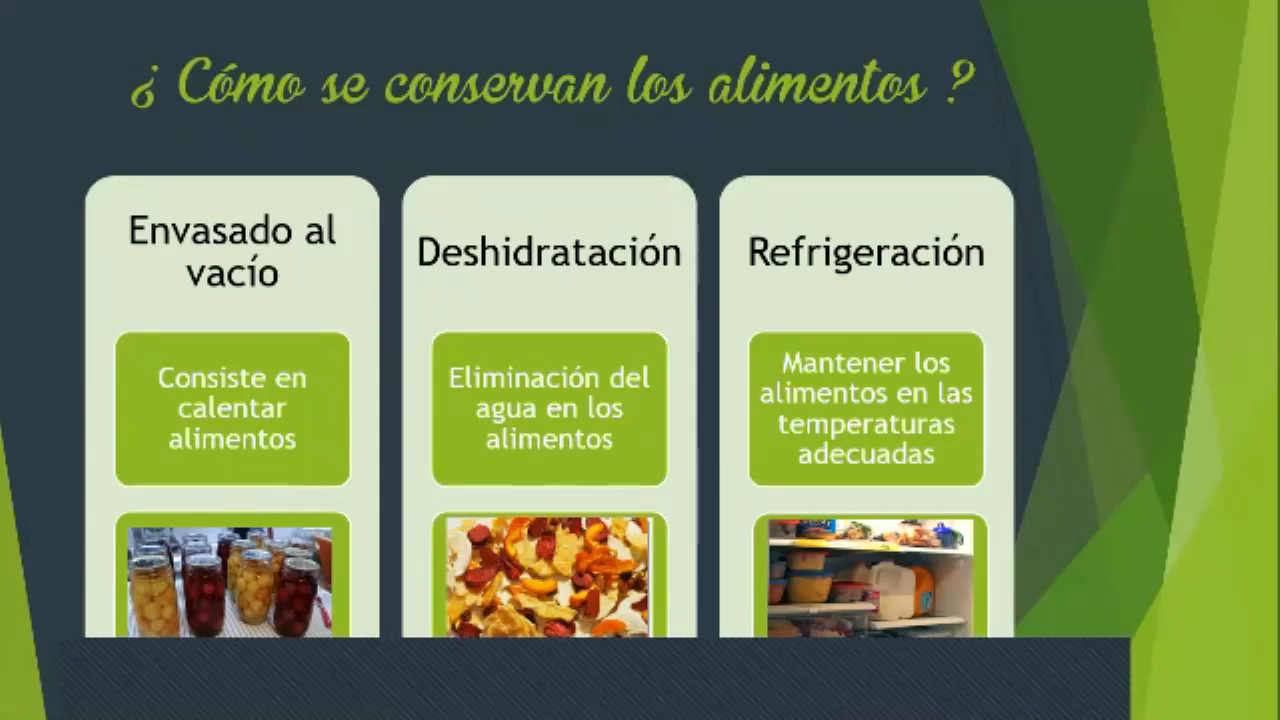 ¿ Cómo se conservan los alimentos ?
Envasado al
vacío
Consiste en
calentar
alimentos
Deshidratación
Eliminación del
agua en los
alimentos
Refrigeración
Mantener los
alimentos en las
temperaturas
adecuadas